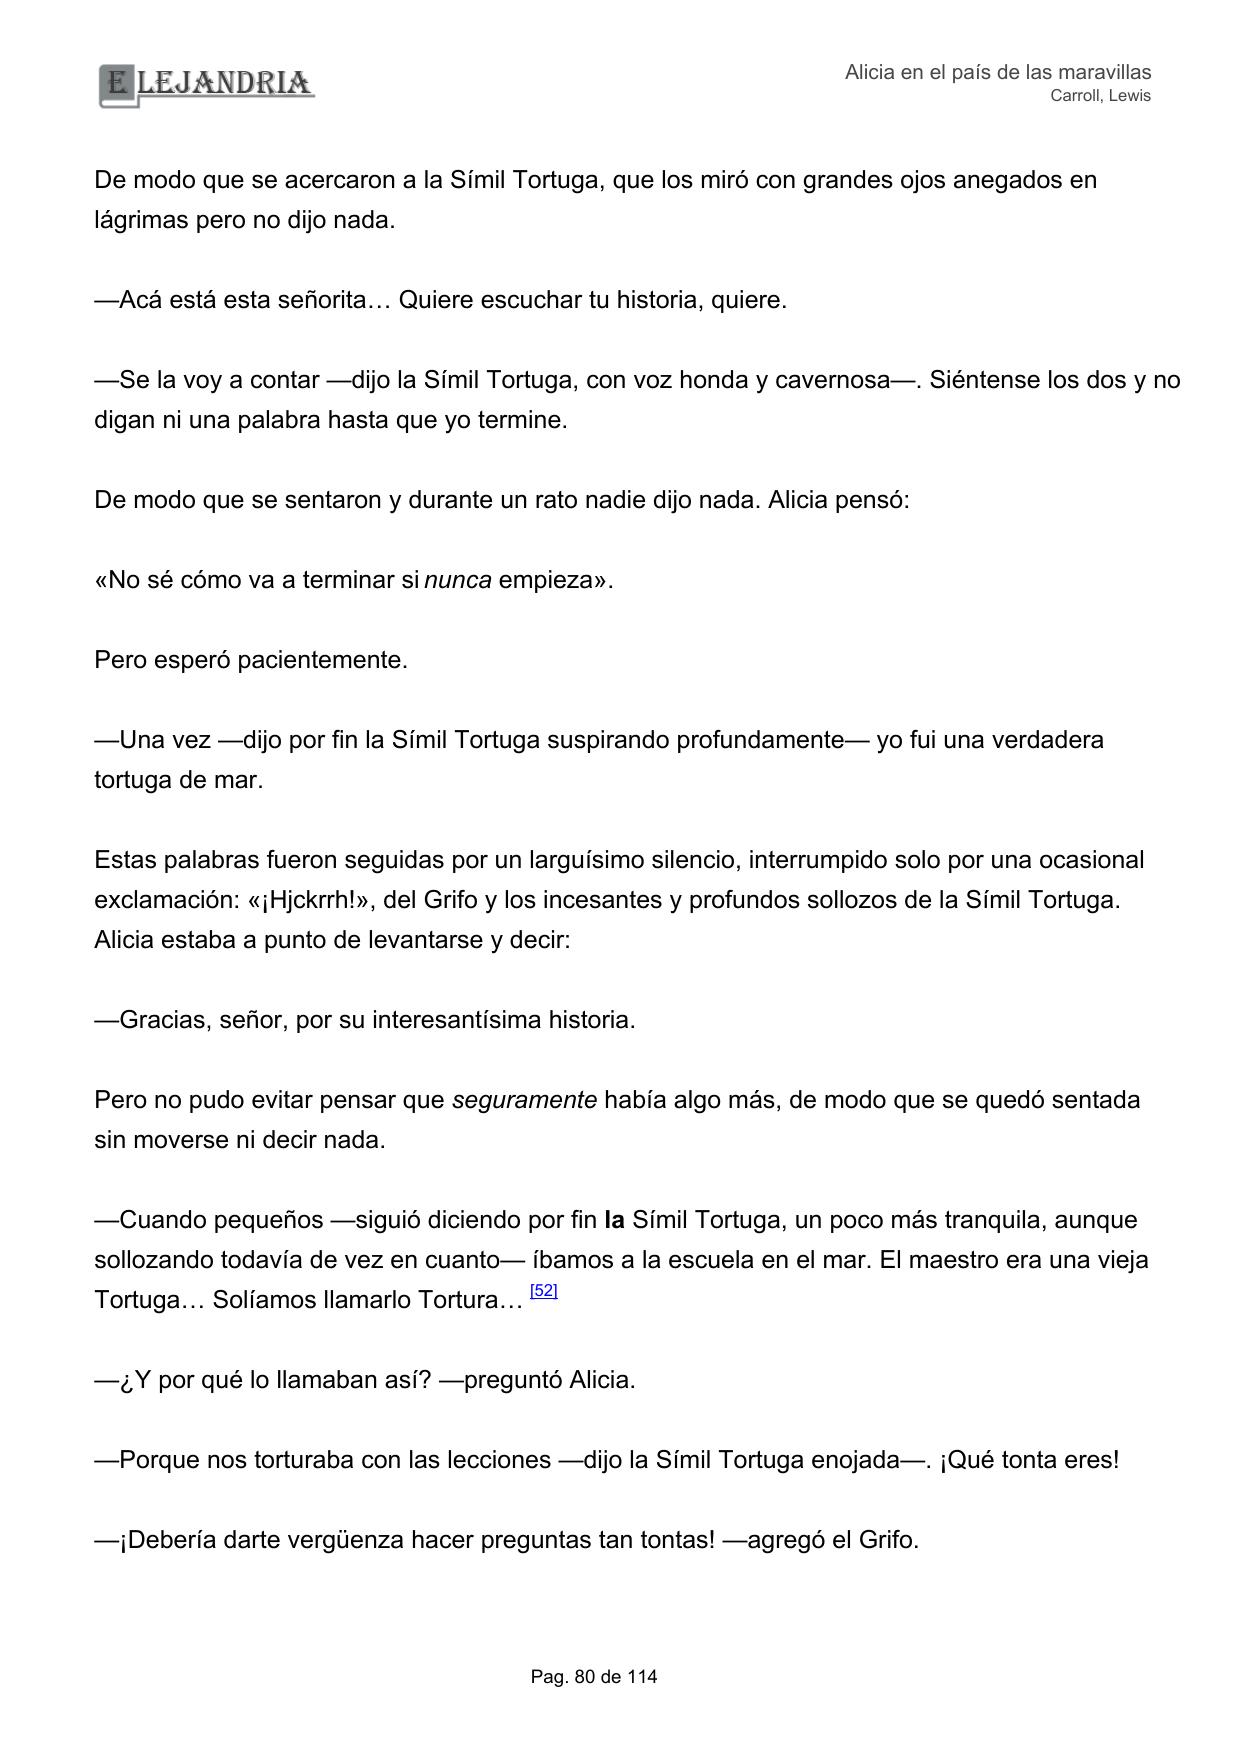 ELEJANDRIA
Alicia en el país de las maravillas
Carroll, Lewis
De modo que se acercaron a la Símil Tortuga, que los miró con grandes ojos anegados en
lágrimas pero no dijo nada.
—Acá está esta señorita… Quiere escuchar tu historia, quiere.
—Se la voy a contar —dijo la Símil Tortuga, con voz honda y cavernosa—. Siéntense los dos y no
digan ni una palabra hasta que yo termine.
De modo que se sentaron y durante un rato nadie dijo nada. Alicia pensó:
«No sé cómo va a terminar si nunca empieza».
Pero esperó pacientemente.
—Una vez —dijo por fin la Símil Tortuga suspirando profundamente— yo fui una verdadera
tortuga de mar.
Estas palabras fueron seguidas por un larguísimo silencio, interrumpido solo por una ocasional
exclamación: «¡Hjckrrh!», del Grifo y los incesantes y profundos sollozos de la Símil Tortuga.
Alicia estaba a punto de levantarse y decir:
—Gracias, señor, por su interesantísima historia.
Pero no pudo evitar pensar que seguramente había algo más, de modo que se quedó sentada
sin moverse ni decir nada.
—Cuando pequeños —siguió diciendo por fin la Símil Tortuga, un poco más tranquila, aunque
sollozando todavía de vez en cuanto— íbamos a la escuela en el mar. El maestro era una vieja
Tortuga… Solíamos llamarlo Tortura… [52]
—¿Y por qué lo llamaban así? —preguntó Alicia.
—Porque nos torturaba con las lecciones —dijo la Símil Tortuga enojada—. ¡Qué tonta eres!
—¡Debería darte vergüenza hacer preguntas tan tontas! —agregó el Grifo.
Pag. 80 de 114